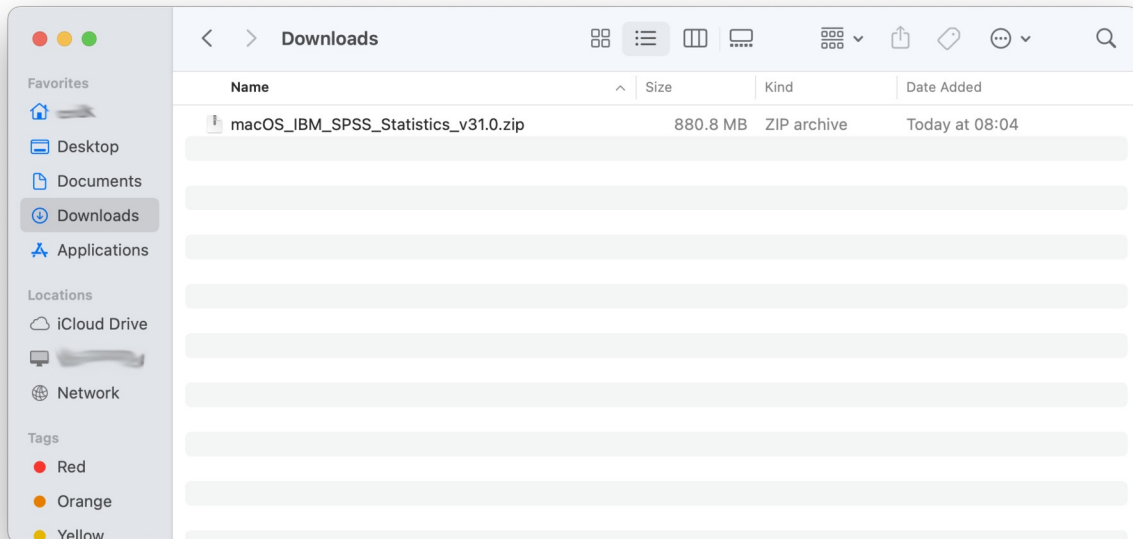 Downloads
Favorites
Desktop
Documents
Downloads
Applications
Locations
iCloud Drive
Network
Tags
Red
Orange
Yellow
Name Size Kind Date Added
macOS_IBM_SPSS_Statistics_v31.0.zip 880.8 MB ZIP archive Today at 08:04